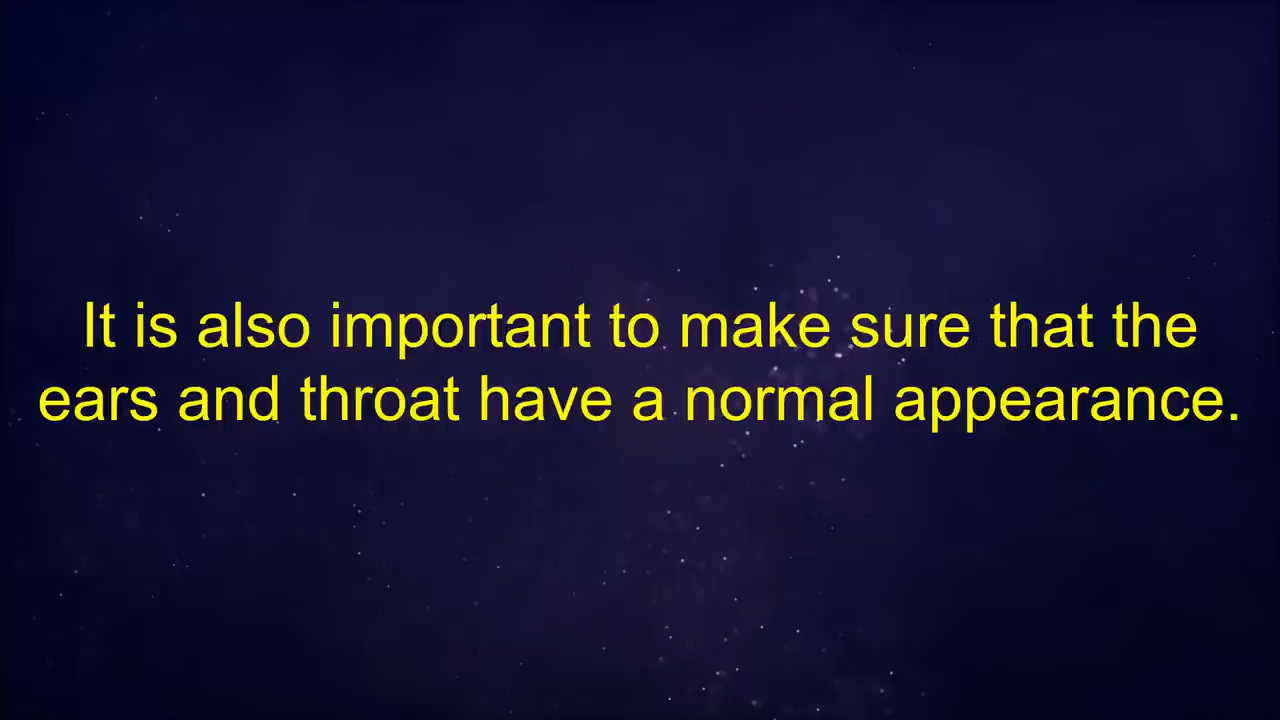 It is also important to make sure that the
ears and throat have a normal appearance.